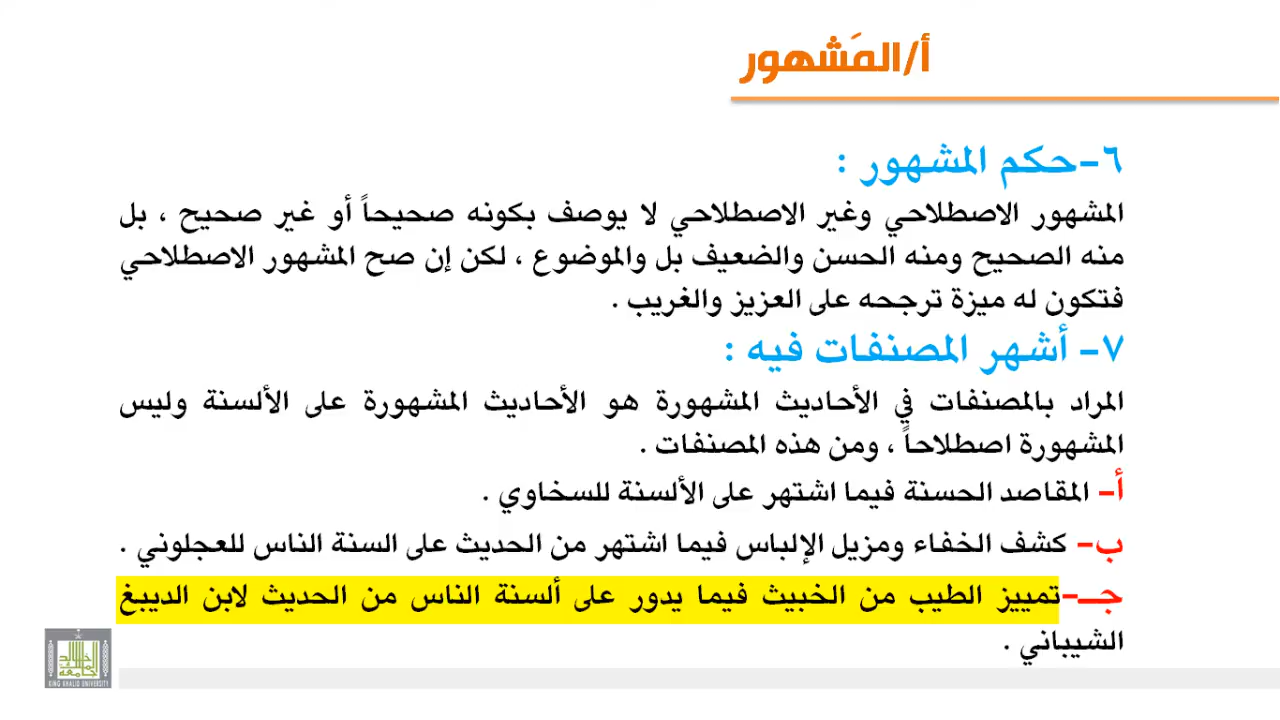 أ/المَشهور
٦-حكم المشهور :
المشهور الاصطلاحي وغير الاصطلاحي لا يوصف بكونه صحيحاً أو غير صحيح ، بل
منه الصحيح ومنه الحسن والضعيف بل والموضوع ، لكن إن صح المشهور الاصطلاحي
فتكون له ميزة ترجحه على العزيز والغريب .
٧- أشهر المصنفات فيه :
المراد بالمصنفات في الأحاديث المشهورة هو الأحاديث المشهورة على الألسنة وليس
المشهورة اصطلاحاً ، ومن هذه المصنفات .
أ- المقاصد الحسنة فيما اشتهر على الألسنة للسخاوي .
ب- كشف الخفاء ومزيل الإلباس فيما اشتهر من الحديث على السنة الناس للعجلوني .
جـ-تمييز الطيب من الخبيث فيما يدور على ألسنة الناس من الحديث لابن الديبغ
الشيباني .
KING KHALID UNIVERSITY